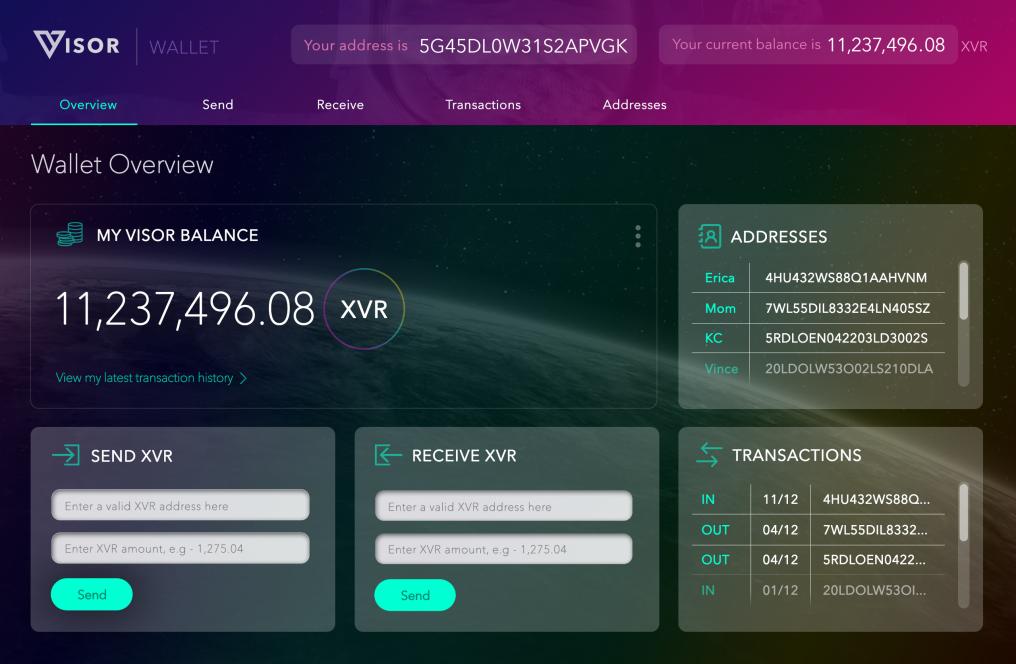 VISOR WALLET
Your address is 5G45DL0W31S2APVGK
Your current balance is 11,237,496.08 XVR
Overview Send Receive Transactions Addresses
Wallet Overview
MY VISOR BALANCE
11,237,496.08 XVR
View my latest transaction history
ADDRESSES
Erica 4HU432WS88Q1AAHVNM
Mom 7WL55DIL8332E4LN405SZ
KC 5RDLOEN042203LD3002S
Vince 20LDOLW53O02LS210DLA
SEND XVR
Enter a valid XVR address here
Enter XVR amount, e.g - 1,275.04
Send
RECEIVE XVR
Enter a valid XVR address here
Enter XVR amount, e.g - 1,275.04
Send
TRANSACTIONS
IN 11/12 4HU432WS88Q...
OUT 04/12 7WL55DIL8332...
OUT 04/12 5RDLOEN0422...
IN 01/12 20LDOLW53OI...